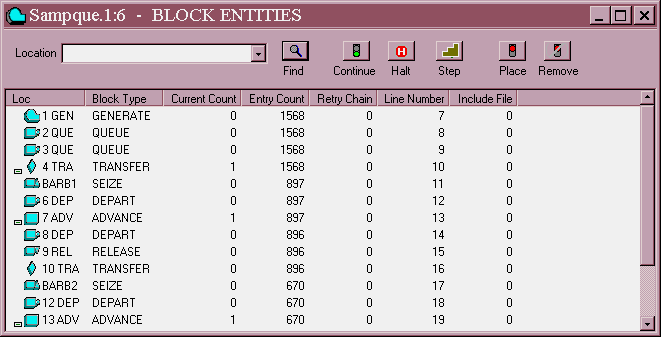 Sampque.1:6 - BLOCK ENTITIES
Location
Find Continue Halt Step Place Remove
Loc Block Type Current Count Entry Count Retry Chain Line Number Include File
1 GEN GENERATE 0 1568 0 7 0
2 QUE QUEUE 0 1568 0 8 0
3 QUE QUEUE 0 1568 0 9 0
4 TRA TRANSFER 1 1568 0 10 0
BARB1 SEIZE 0 897 0 11 0
6 DEP DEPART 0 897 0 12 0
7 ADV ADVANCE 1 897 0 13 0
8 DEP DEPART 0 896 0 14 0
9 REL RELEASE 0 896 0 15 0
10 TRA TRANSFER 0 896 0 16 0
BARB2 SEIZE 0 670 0 17 0
12 DEP DEPART 0 670 0 18 0
13 ADV ADVANCE 1 670 0 19 0